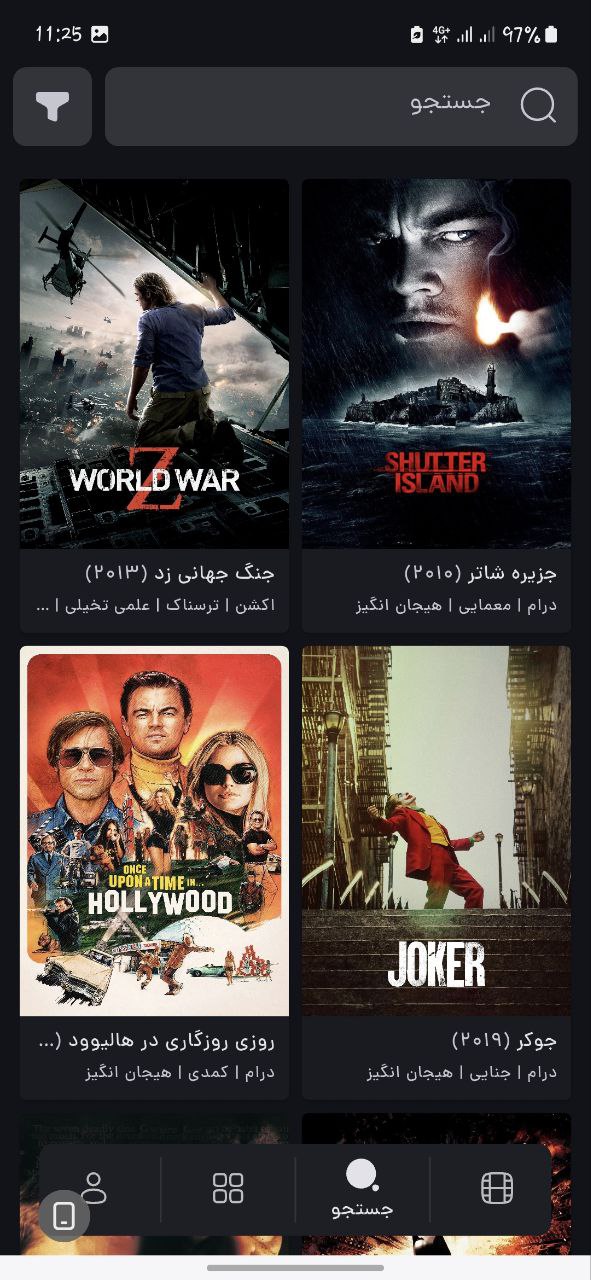 11:25 4G+ 97%
جستجو
SHUTTER
ISLAND
جزیره شاتر (۲۰۱۰)
درام | معمایی | هیجان انگیز
WORLD WAR
Z
جنگ جهانی زد (۲۰۱۳)
اکشن | ترسناک | علمی تخیلی | ...
JOKER
جوکر (۲۰۱۹)
درام | جنایی | هیجان انگیز
ONCE
UPON A TIME IN...
HOLLYWOOD
روزی روزگاری در هالیوود (...
درام | کمدی | هیجان انگیز
جستجو